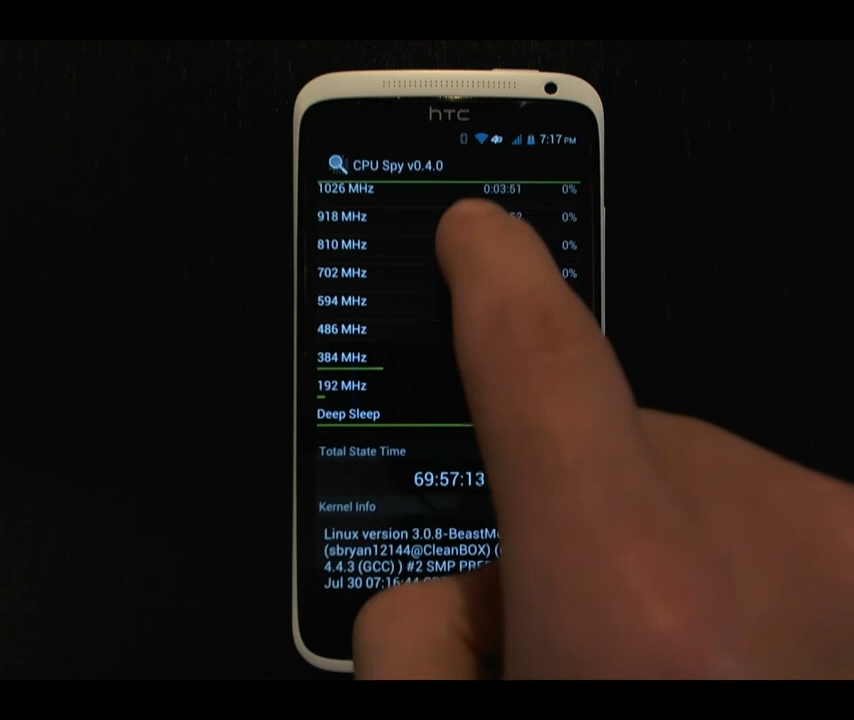 hTC
4G 7:17 PM
CPU Spy v0.4.0
1026 MHz 0:03:51 0%
918 MHz 0%
810 MHz 0%
702 MHz 0%
594 MHz
486 MHz
384 MHz
192 MHz
Deep Sleep
Total State Time
69:57:13
Kernel Info
Linux version 3.0.8-BeastM
(sbryan12144@CleanBOX) (
4.4.3 (GCC) ) #2 SMP PRE
Jul 30 07:16:44